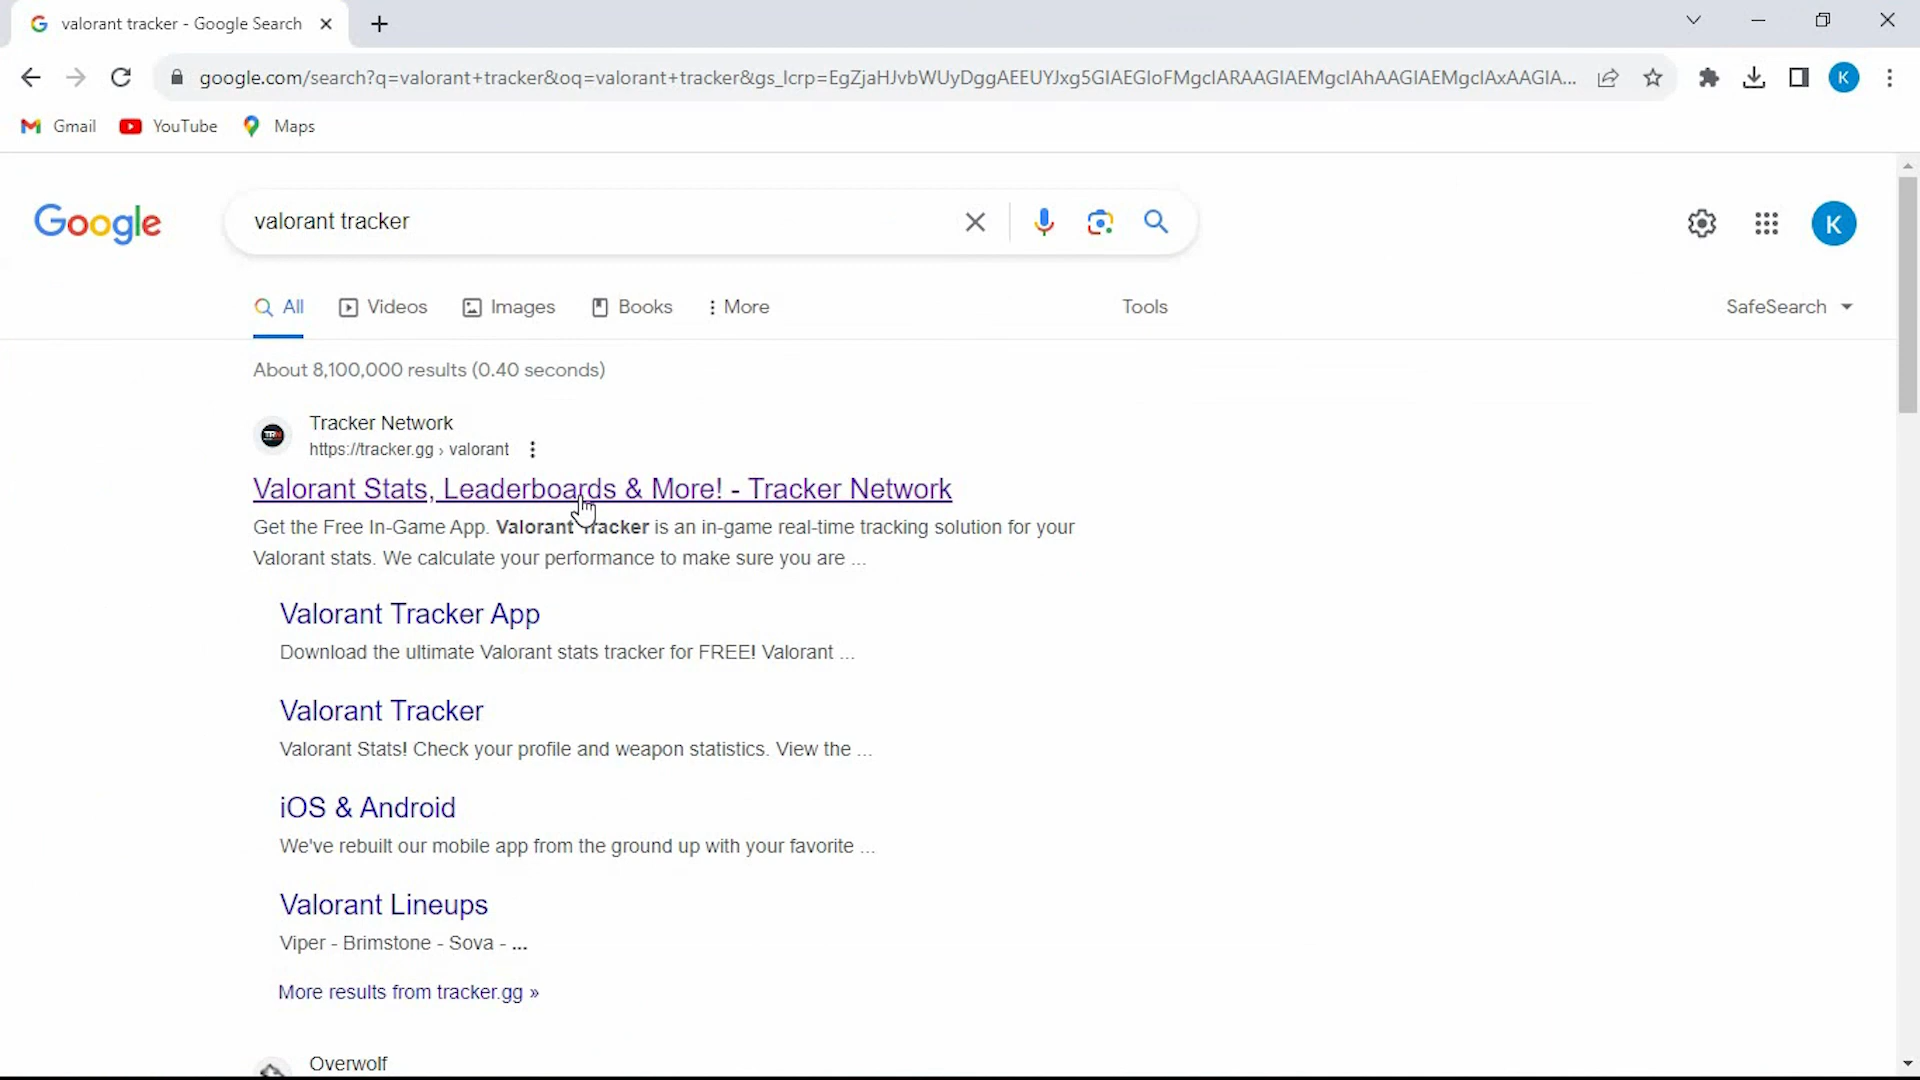 valorant tracker - Google Search
google.com/search?q=valorant+tracker&oq=valorant+tracker&gs_lcrp=EgZjaHJvbWUyDggAEEUYJxg5GIAEGIoFMgcIARAAGIAEMgcIAhAAGIAEMgcIAxAAGIA...
K
Gmail
YouTube
Maps
Google
valorant tracker
K
All
Videos
Images
Books
More
Tools
SafeSearch
About 8,100,000 results (0.40 seconds)
Tracker Network
https://tracker.gg › valorant
Valorant Stats, Leaderboards & More! - Tracker Network
Get the Free In-Game App. Valorant Tracker is an in-game real-time tracking solution for your
Valorant stats. We calculate your performance to make sure you are ...
Valorant Tracker App
Download the ultimate Valorant stats tracker for FREE! Valorant ...
Valorant Tracker
Valorant Stats! Check your profile and weapon statistics. View the ...
iOS & Android
We've rebuilt our mobile app from the ground up with your favorite ...
Valorant Lineups
Viper - Brimstone - Sova - ...
More results from tracker.gg »
Overwolf